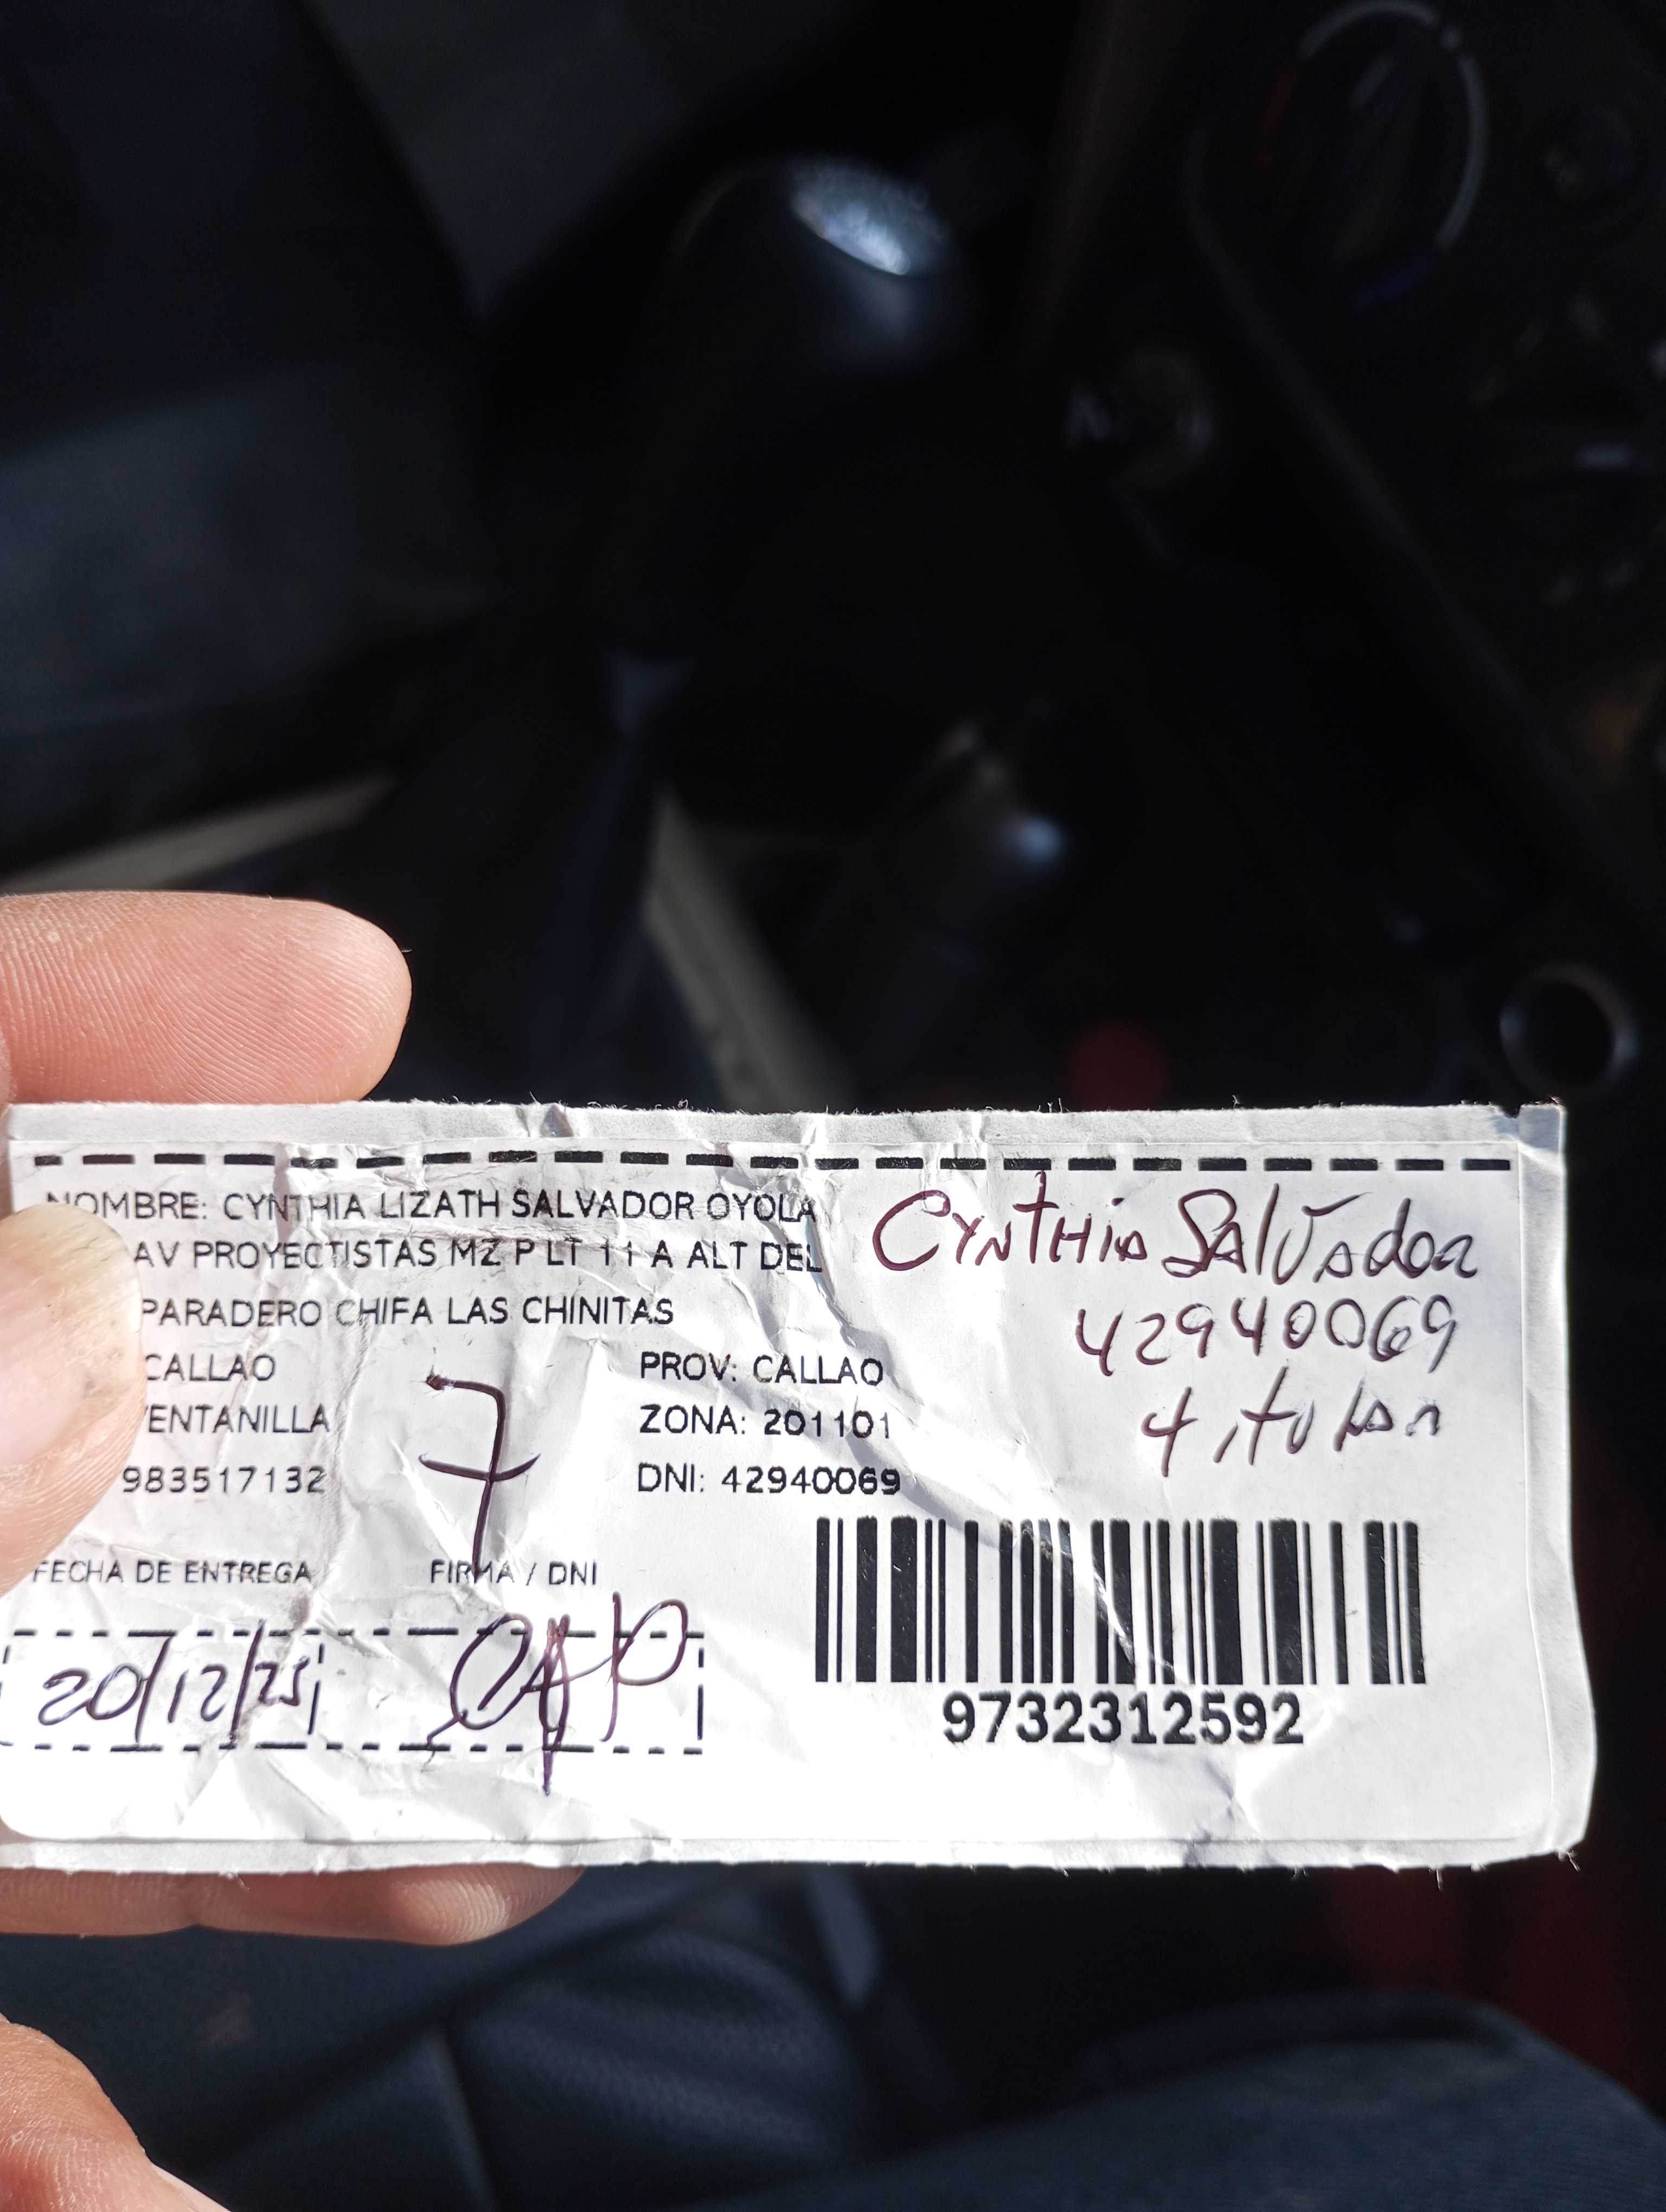 NOMBRE: CYNTHIA LIZATH SALVADOR OYOLA
AV PROYECTISTAS MZ P LT 11 A ALT DEL
PARADERO CHIFA LAS CHINITAS
CALLAO
PROV: CALLAO
VENTANILLA
ZONA: 201101
983517132
DNI: 42940069
7
Cynthia Salvador
42940069
FECHA DE ENTREGA
FIRMA / DNI
20/12/25
9732312592